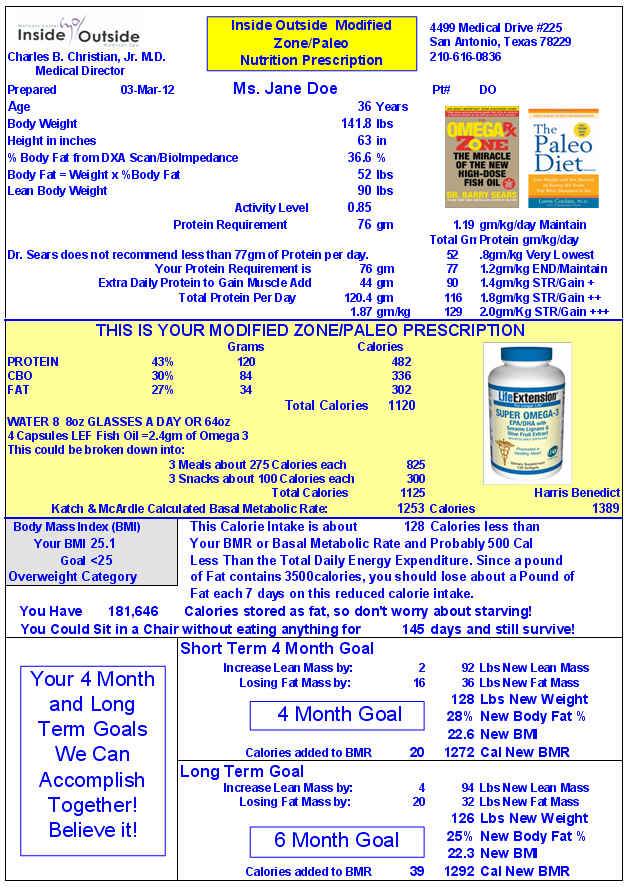 Inside Outside
Charles B. Christian, Jr. M.D.
Medical Director
Inside Outside Modified
Zone/Paleo
Nutrition Prescription
4499 Medical Drive #225
San Antonio, Texas 78229
210-616-0836
Prepared 03-Mar-12 Ms. Jane Doe Pt# DO
Age 36 Years
Body Weight 141.8 lbs
Height in inches 63 in
% Body Fat from DXA Scan/BioImpedance 36.6 %
Body Fat = Weight x %Body Fat 52 lbs
Lean Body Weight 90 lbs
Activity Level 0.85
THE OMEGA RX
ZONE
THE MIRACLE
OF THE NEW
HIGH-DOSE
FISH OIL
DR. BARRY SEARS
The
Paleo
Diet
Protein Requirement 76 gm 1.19 gm/kg/day Maintain
Total Gm Protein gm/kg/day
Dr. Sears does not recommend less than 77gm of Protein per day. 52 .8gm/kg Very Lowest
Your Protein Requirement is 76 gm 77 1.2gm/kg END/Maintain
Extra Daily Protein to Gain Muscle Add 44 gm 90 1.4gm/kg STR/Gain +
Total Protein Per Day 120.4 gm 116 1.8gm/kg STR/Gain ++
1.87 gm/kg 129 2.0gm/Kg STR/Gain +++
THIS IS YOUR MODIFIED ZONE/PALEO PRESCRIPTION
Grams Calories
PROTEIN 43% 120 482
CBO 30% 84 336
FAT 27% 34 302
Total Calories 1120
WATER 8 8oz GLASSES A DAY OR 64oz
4 Capsules LEF Fish Oil =2.4gm of Omega 3
This could be broken down into:
3 Meals about 275 Calories each 825
3 Snacks about 100 Calories each 300
Total Calories 1125 Harris Benedict
Katch & McArdle Calculated Basal Metabolic Rate: 1253 Calories 1389
LifeExtension
SUPER OMEGA-3
EPA/DHA with
Sesame Lignans &
Olive Fruit Extract
Body Mass Index (BMI)
Your BMI 25.1
Goal <25
Overweight Category
This Calorie Intake is about 128 Calories less than
Your BMR or Basal Metabolic Rate and Probably 500 Cal
Less Than the Total Daily Energy Expenditure. Since a pound
of Fat contains 3500calories, you should lose about a Pound of
Fat each 7 days on this reduced calorie intake.
You Have 181,646 Calories stored as fat, so don't worry about starving!
You Could Sit in a Chair without eating anything for 145 days and still survive!
Your 4 Month
and Long
Term Goals
We Can
Accomplish
Together!
Believe it!
Short Term 4 Month Goal
Increase Lean Mass by: 2 92 Lbs New Lean Mass
Losing Fat Mass by: 16 36 Lbs New Fat Mass
128 Lbs New Weight
4 Month Goal 28% New Body Fat %
22.6 New BMI
Calories added to BMR 20 1272 Cal New BMR
Long Term Goal
Increase Lean Mass by: 4 94 Lbs New Lean Mass
Losing Fat Mass by: 20 32 Lbs New Fat Mass
126 Lbs New Weight
6 Month Goal 25% New Body Fat %
22.3 New BMI
Calories added to BMR 39 1292 Cal New BMR